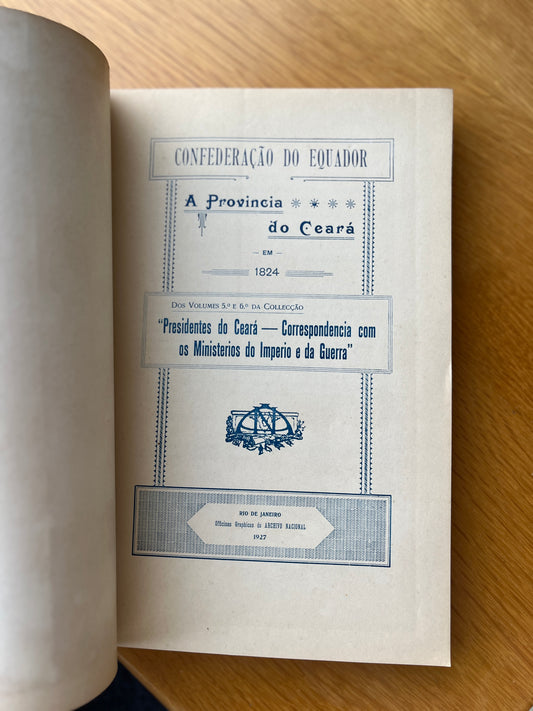 CONFEDERAÇÃO DO EQUADOR
A Provincia
do Ceará
— EM —
1824
DOS VOLUMES 5.º E 6.º DA COLLECÇÃO
"Presidentes do Ceará — Correspondencia com
os Ministerios do Imperio e da Guerra"
RIO DE JANEIRO
Officinas Graphicas do ARCHIVO NACIONAL
1927